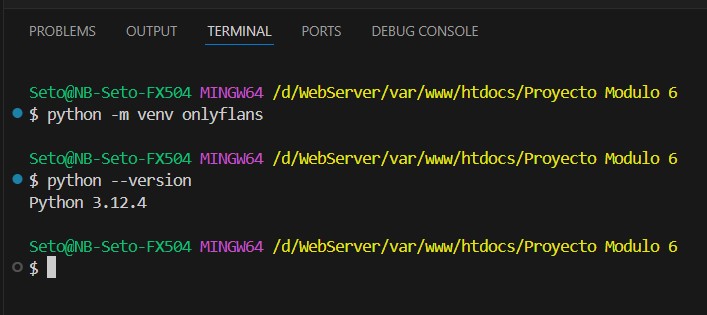 PROBLEMS OUTPUT TERMINAL PORTS DEBUG CONSOLE
Seto@NB-Seto-FX504 MINGW64 /d/WebServer/var/www/htdocs/Proyecto Modulo 6
$ python -m venv onlyflans
Seto@NB-Seto-FX504 MINGW64 /d/WebServer/var/www/htdocs/Proyecto Modulo 6
$ python --version
Python 3.12.4
Seto@NB-Seto-FX504 MINGW64 /d/WebServer/var/www/htdocs/Proyecto Modulo 6
$